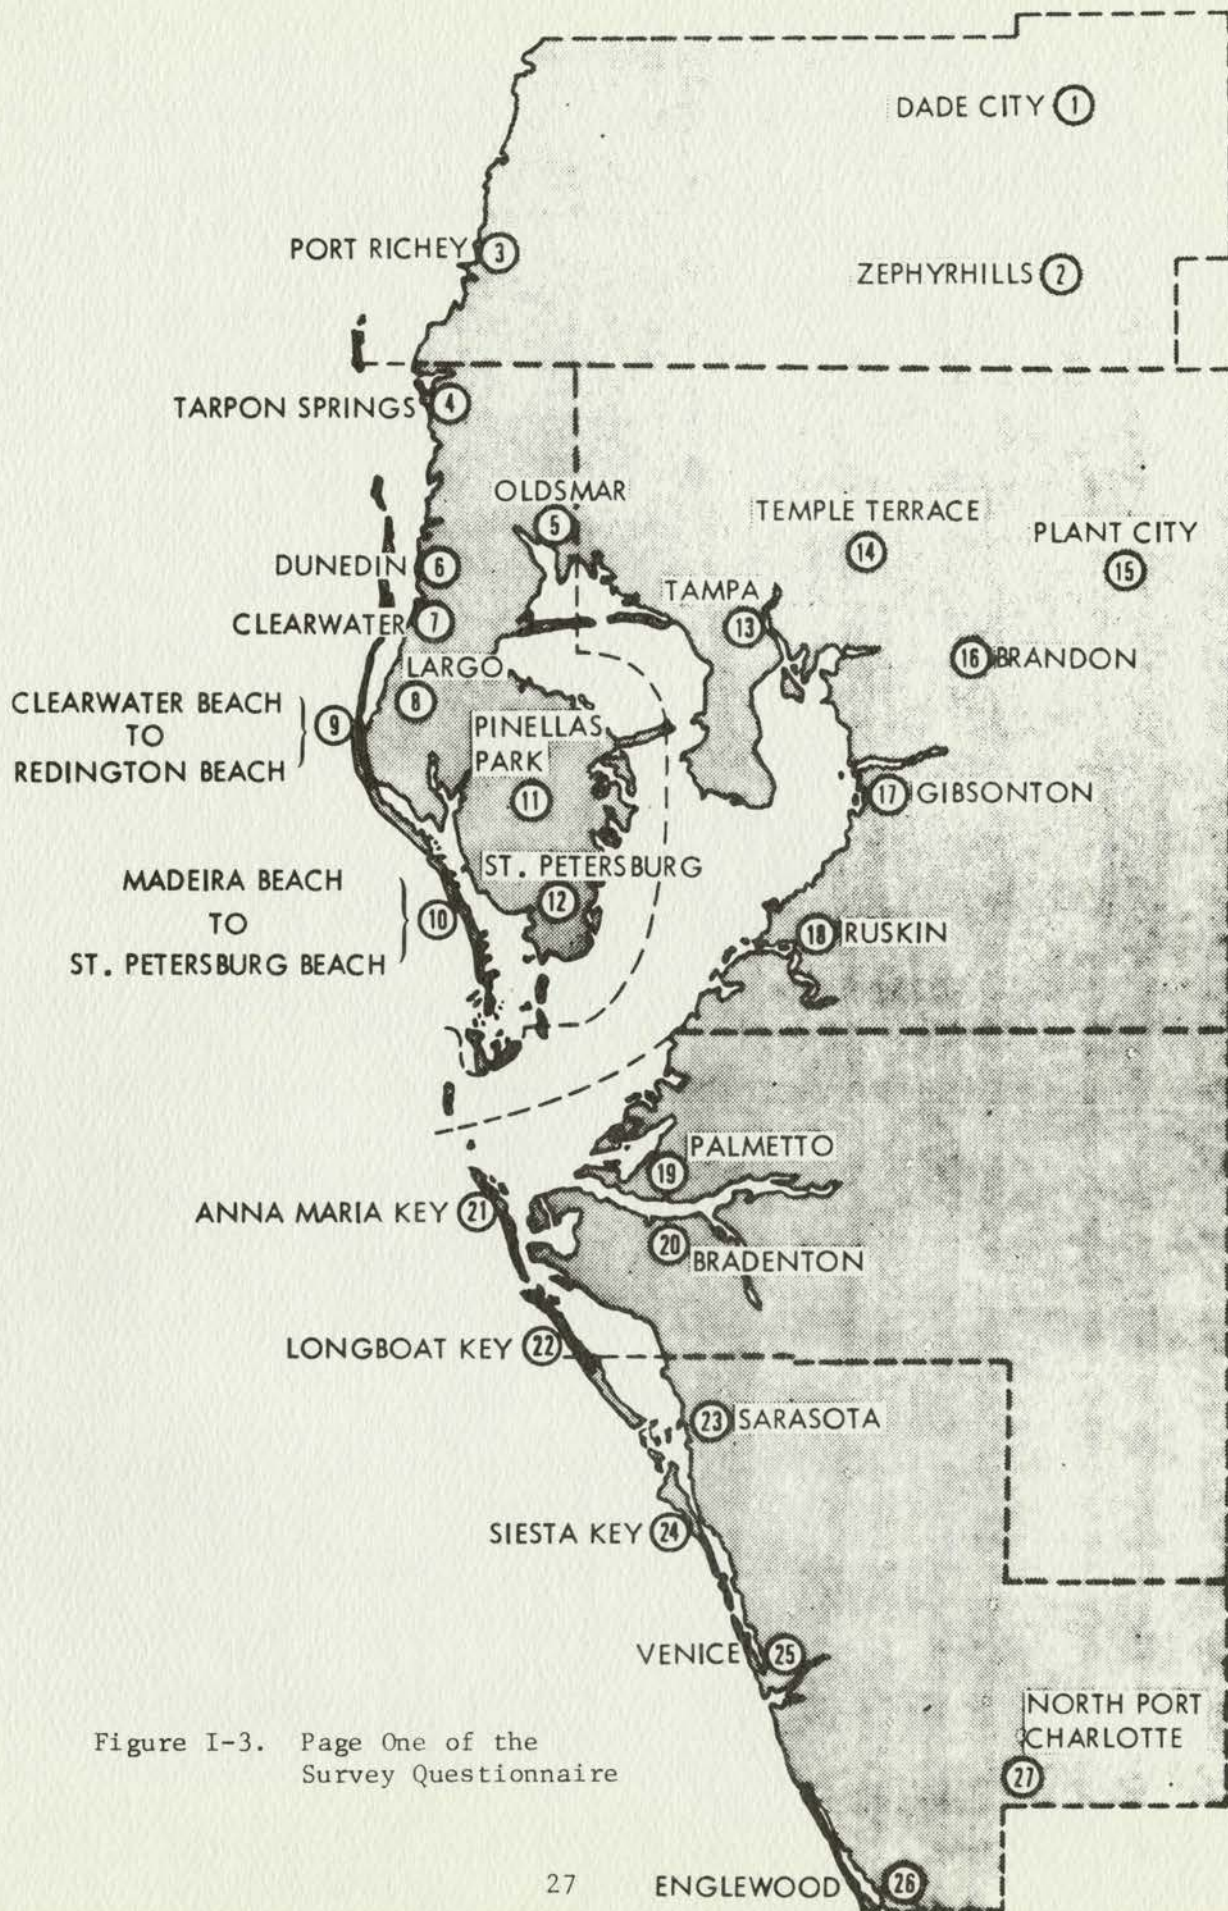 DADE CITY 1
PORT RICHEY 3
ZEPHYRHILLS 2
TARPON SPRINGS 4
OLDSMAR
5
TEMPLE TERRACE
14
PLANT CITY
15
DUNEDIN 6
TAMPA
13
CLEARWATER 7
16 BRANDON
LARGO
8
CLEARWATER BEACH
TO
REDINGTON BEACH
9
PINELLAS
PARK
11
17 GIBSONTON
ST. PETERSBURG
12
MADEIRA BEACH
TO
ST. PETERSBURG BEACH
10
18 RUSKIN
PALMETTO
19
ANNA MARIA KEY 21
20
BRADENTON
LONGBOAT KEY 22
23 SARASOTA
SIESTA KEY 24
VENICE 25
NORTH PORT
CHARLOTTE
27
Figure I-3. Page One of the
Survey Questionnaire
27
ENGLEWOOD 26